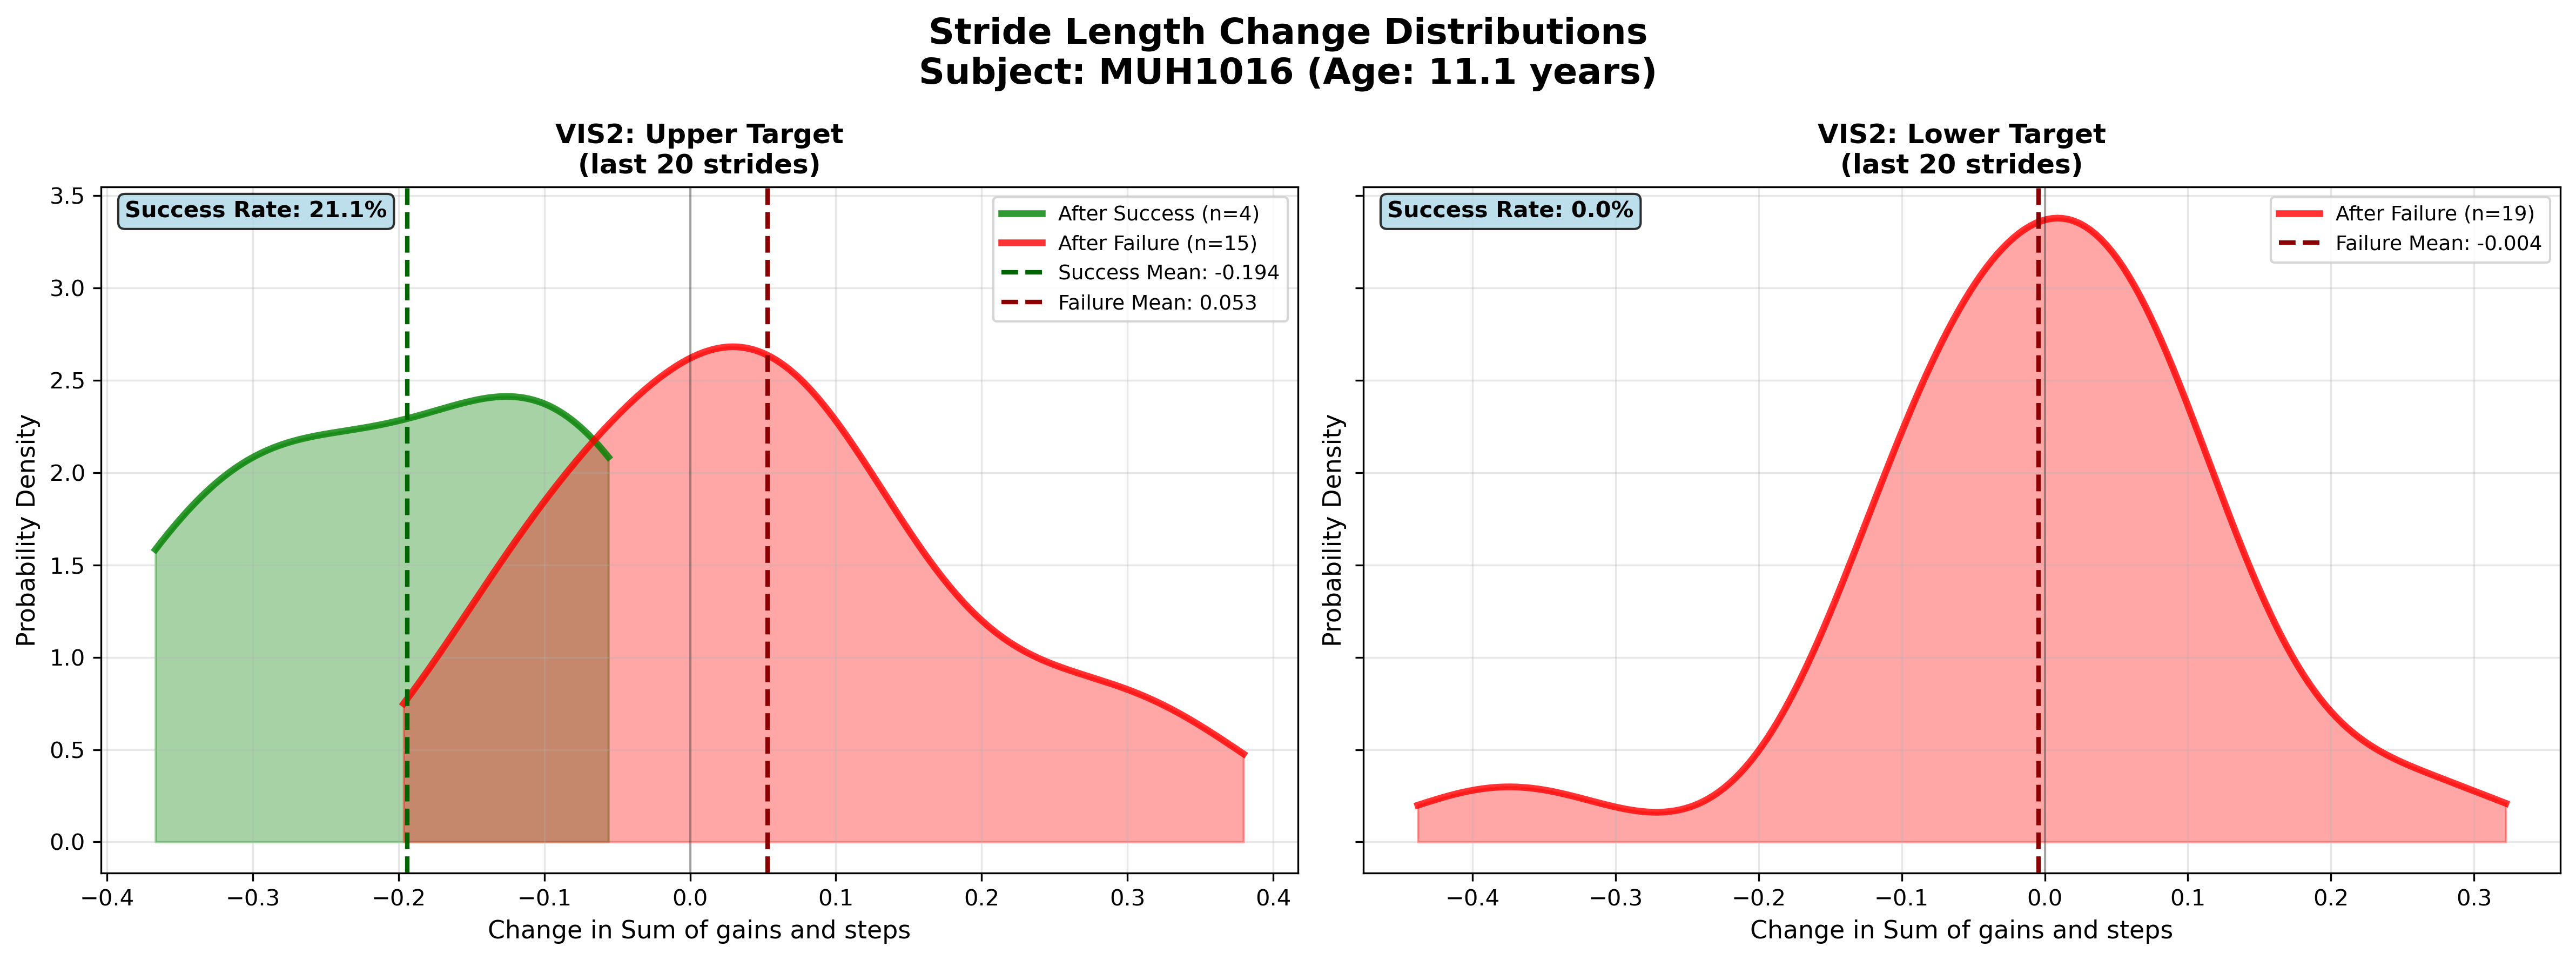 Stride Length Change Distributions
Subject: MUH1016 (Age: 11.1 years)
VIS2: Upper Target
(last 20 strides)
Success Rate: 21.1%
After Success (n=4)
After Failure (n=15)
Success Mean: -0.194
Failure Mean: 0.053
3.5
3.0
2.5
2.0
1.5
1.0
0.5
0.0
Probability Density
−0.4 −0.3 −0.2 −0.1 0.0 0.1 0.2 0.3 0.4
Change in Sum of gains and steps
VIS2: Lower Target
(last 20 strides)
Success Rate: 0.0%
After Failure (n=19)
Failure Mean: -0.004
Probability Density
−0.4 −0.3 −0.2 −0.1 0.0 0.1 0.2 0.3
Change in Sum of gains and steps